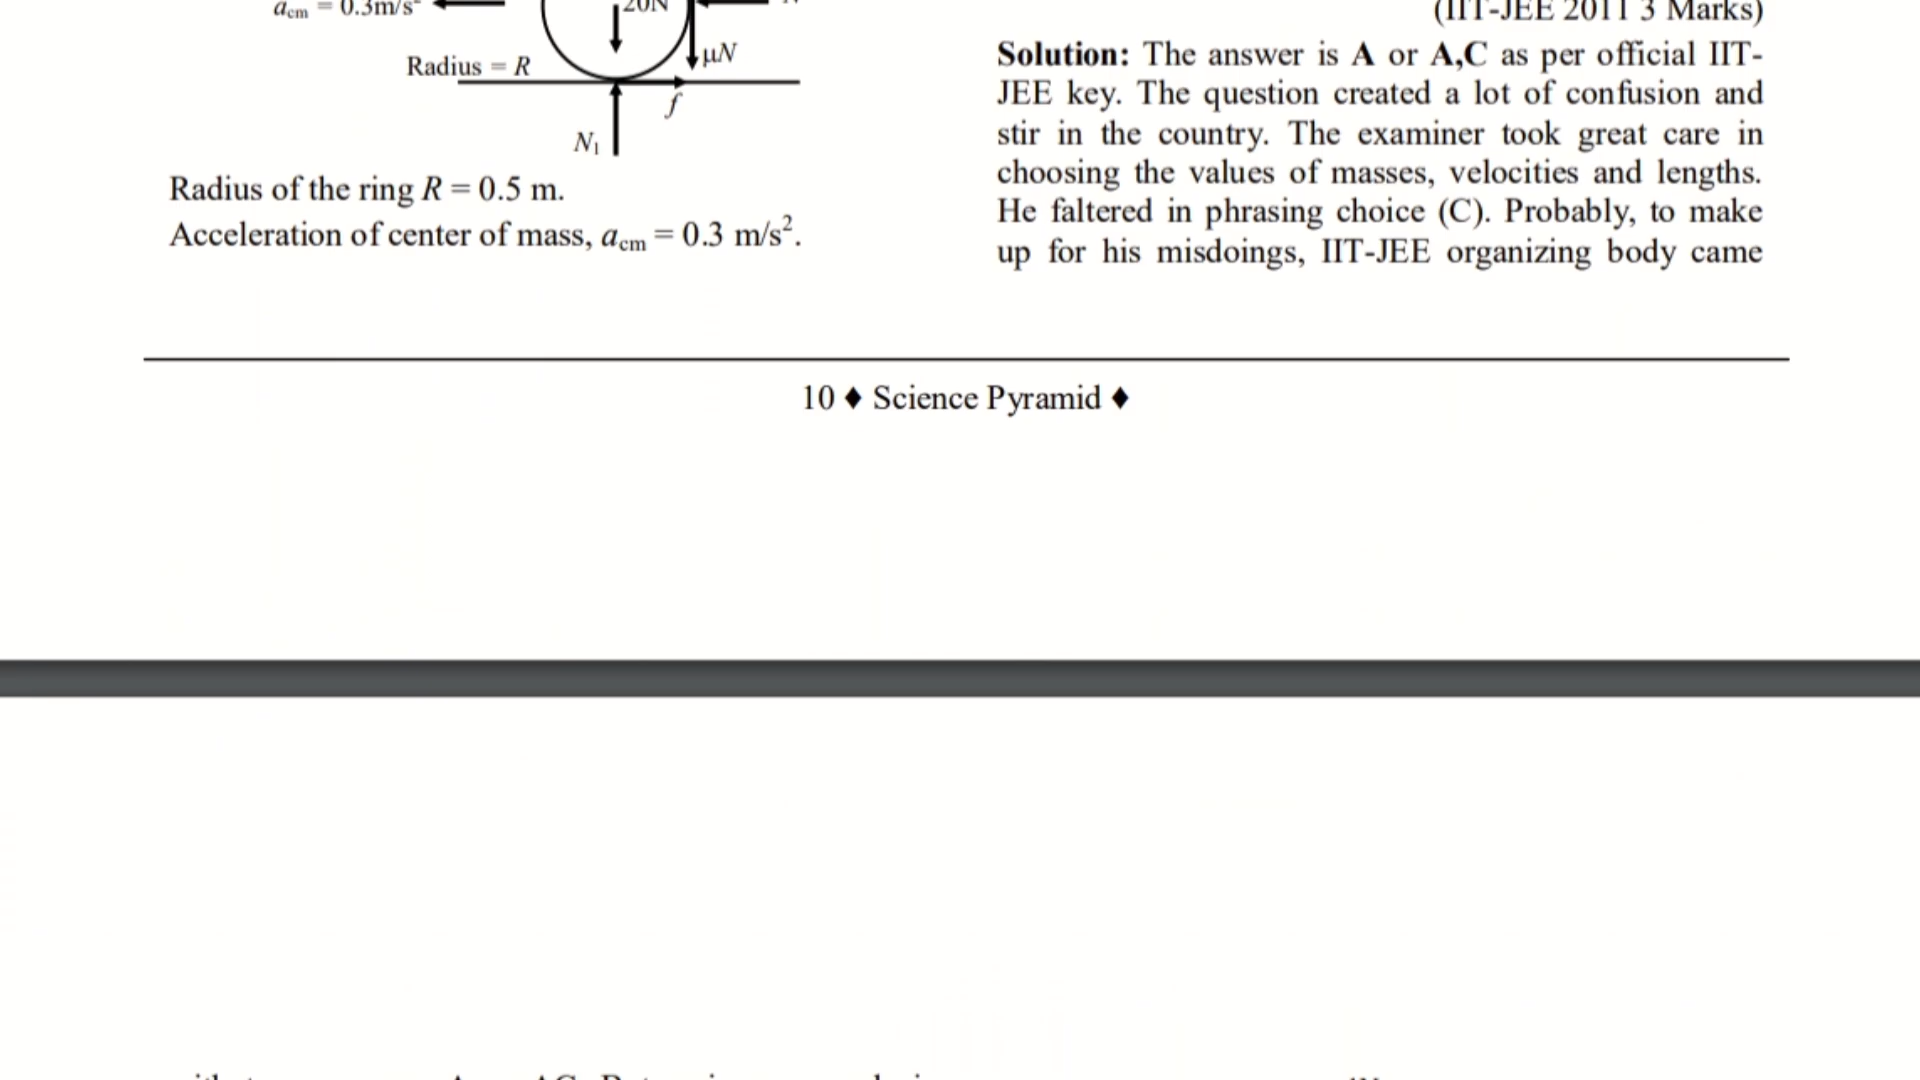 acm = 0.3m/s²
20N
μN
Radius = R
f
N1
Radius of the ring R = 0.5 m.
Acceleration of center of mass, acm = 0.3 m/s².
(IIT-JEE 2011 3 Marks)
Solution: The answer is A or A,C as per official IIT-
JEE key. The question created a lot of confusion and
stir in the country. The examiner took great care in
choosing the values of masses, velocities and lengths.
He faltered in phrasing choice (C). Probably, to make
up for his misdoings, IIT-JEE organizing body came
10 ♦ Science Pyramid ♦